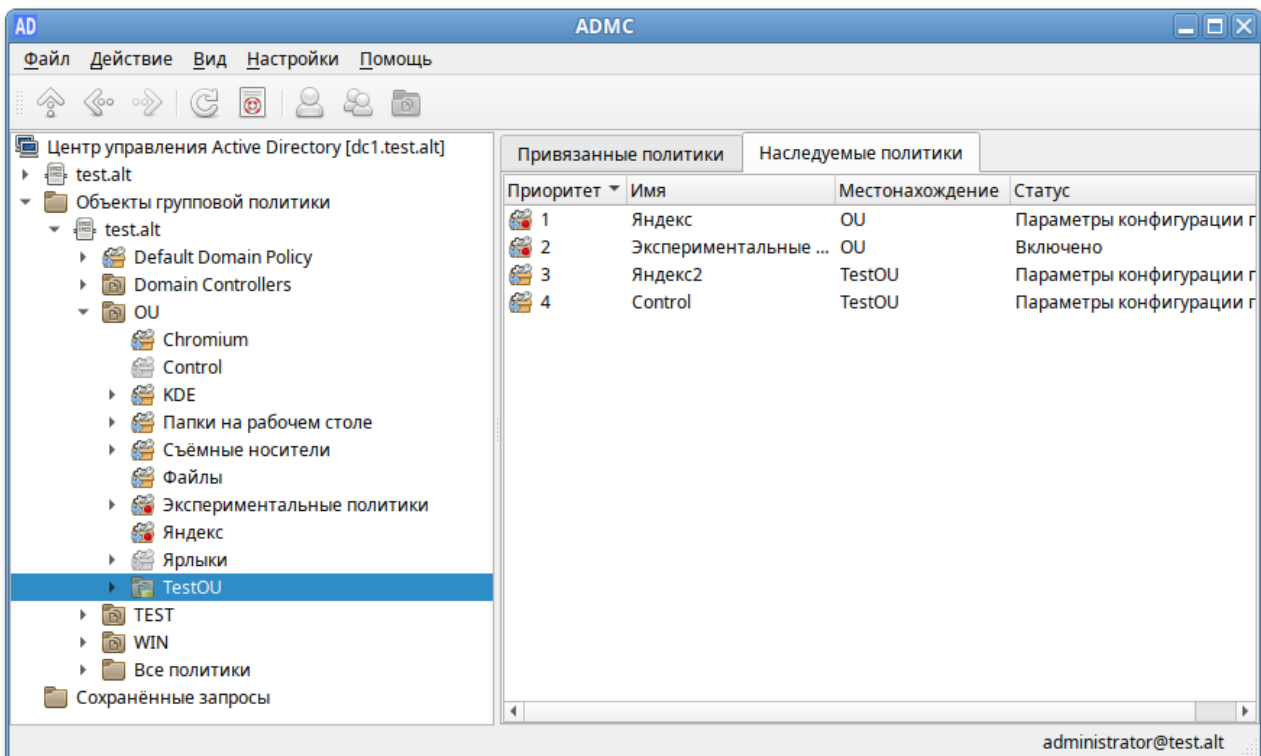 AD ADMC
Файл Действие Вид Настройки Помощь
Центр управления Active Directory [dc1.test.alt]
test.alt
Объекты групповой политики
test.alt
Default Domain Policy
Domain Controllers
OU
Chromium
Control
KDE
Папки на рабочем столе
Съёмные носители
Файлы
Экспериментальные политики
Яндекс
Ярлыки
TestOU
TEST
WIN
Все политики
Сохранённые запросы
Привязанные политики Наследуемые политики
Приоритет Имя Местонахождение Статус
1 Яндекс OU Параметры конфигурации п
2 Экспериментальные ... OU Включено
3 Яндекс2 TestOU Параметры конфигурации п
4 Control TestOU Параметры конфигурации п
administrator@test.alt